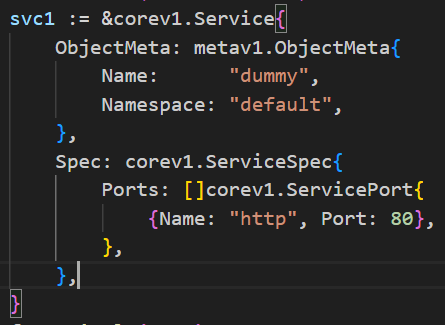 svc1 := &corev1.Service{
    ObjectMeta: metav1.ObjectMeta{
        Name:      "dummy",
        Namespace: "default",
    },
    Spec: corev1.ServiceSpec{
        Ports: []corev1.ServicePort{
            {Name: "http", Port: 80},
        },
    },
}